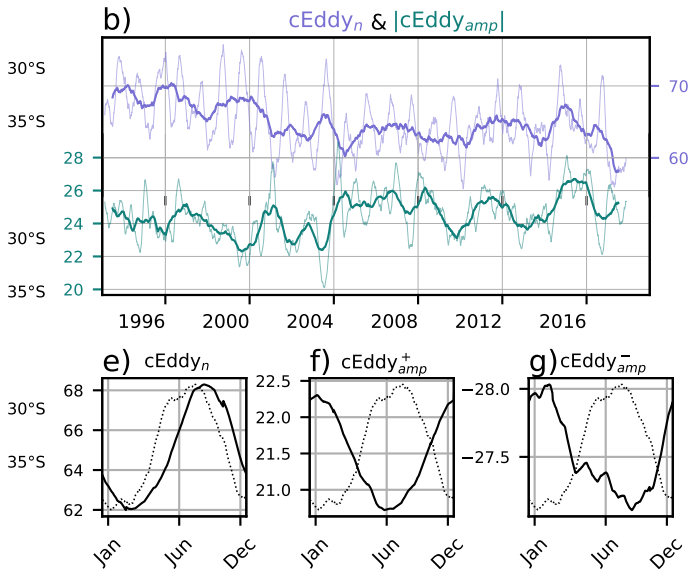 b) cEddyₙ & |cEddy_amp|
30°S
35°S
70
60
28
26
24
22
20
30°S
35°S
1996 2000 2004 2008 2012 2016
e) cEddyₙ
f) cEddy⁺_amp
g) cEddy⁻_amp
30°S
35°S
68
66
64
62
22.5
22.0
21.5
21.0
−28.0
−27.5
Jan Jun Dec
Jan Jun Dec
Jan Jun Dec